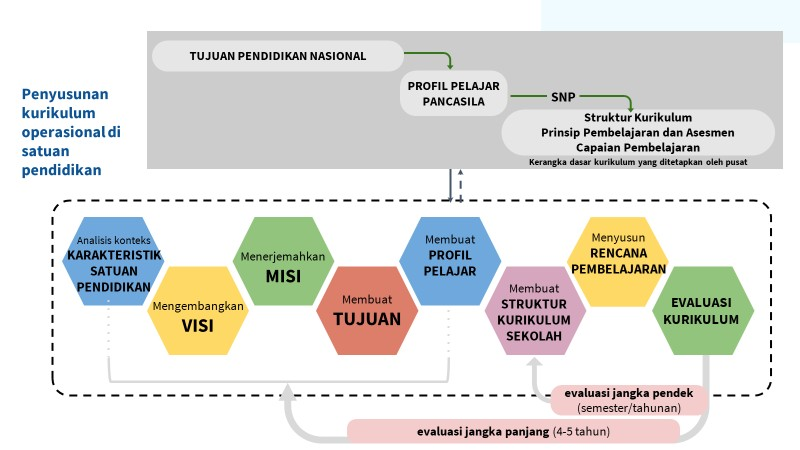 TUJUAN PENDIDIKAN NASIONAL
PROFIL PELAJAR
PANCASILA
SNP
Struktur Kurikulum
Prinsip Pembelajaran dan Asesmen
Capaian Pembelajaran
Kerangka dasar kurikulum yang ditetapkan oleh pusat
Penyusunan
kurikulum
operasional di
satuan
pendidikan
Analisis konteks
KARAKTERISTIK
SATUAN
PENDIDIKAN
Mengembangkan
VISI
Menerjemahkan
MISI
Membuat
TUJUAN
Membuat
PROFIL
PELAJAR
Membuat
STRUKTUR
KURIKULUM
SEKOLAH
Menyusun
RENCANA
PEMBELAJARAN
EVALUASI
KURIKULUM
evaluasi jangka pendek
(semester/tahunan)
evaluasi jangka panjang (4-5 tahun)